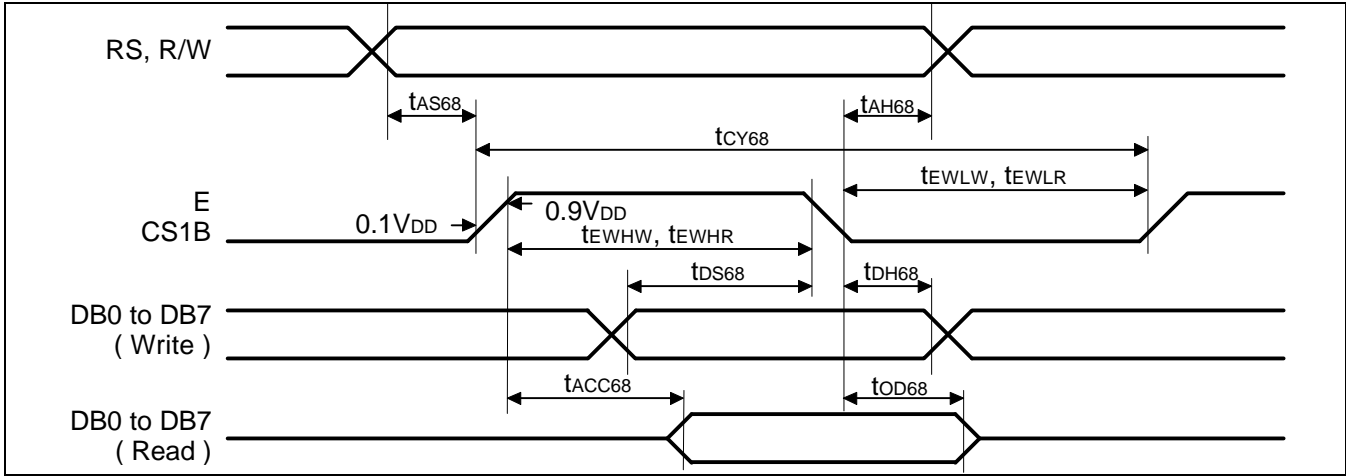 RS, R/W
tAS68
tAH68
tCY68
tEWLW, tEWLR
E
CS1B
0.1VDD
0.9VDD
tEWHW, tEWHR
tDS68
tDH68
DB0 to DB7
( Write )
tACC68
tOD68
DB0 to DB7
( Read )